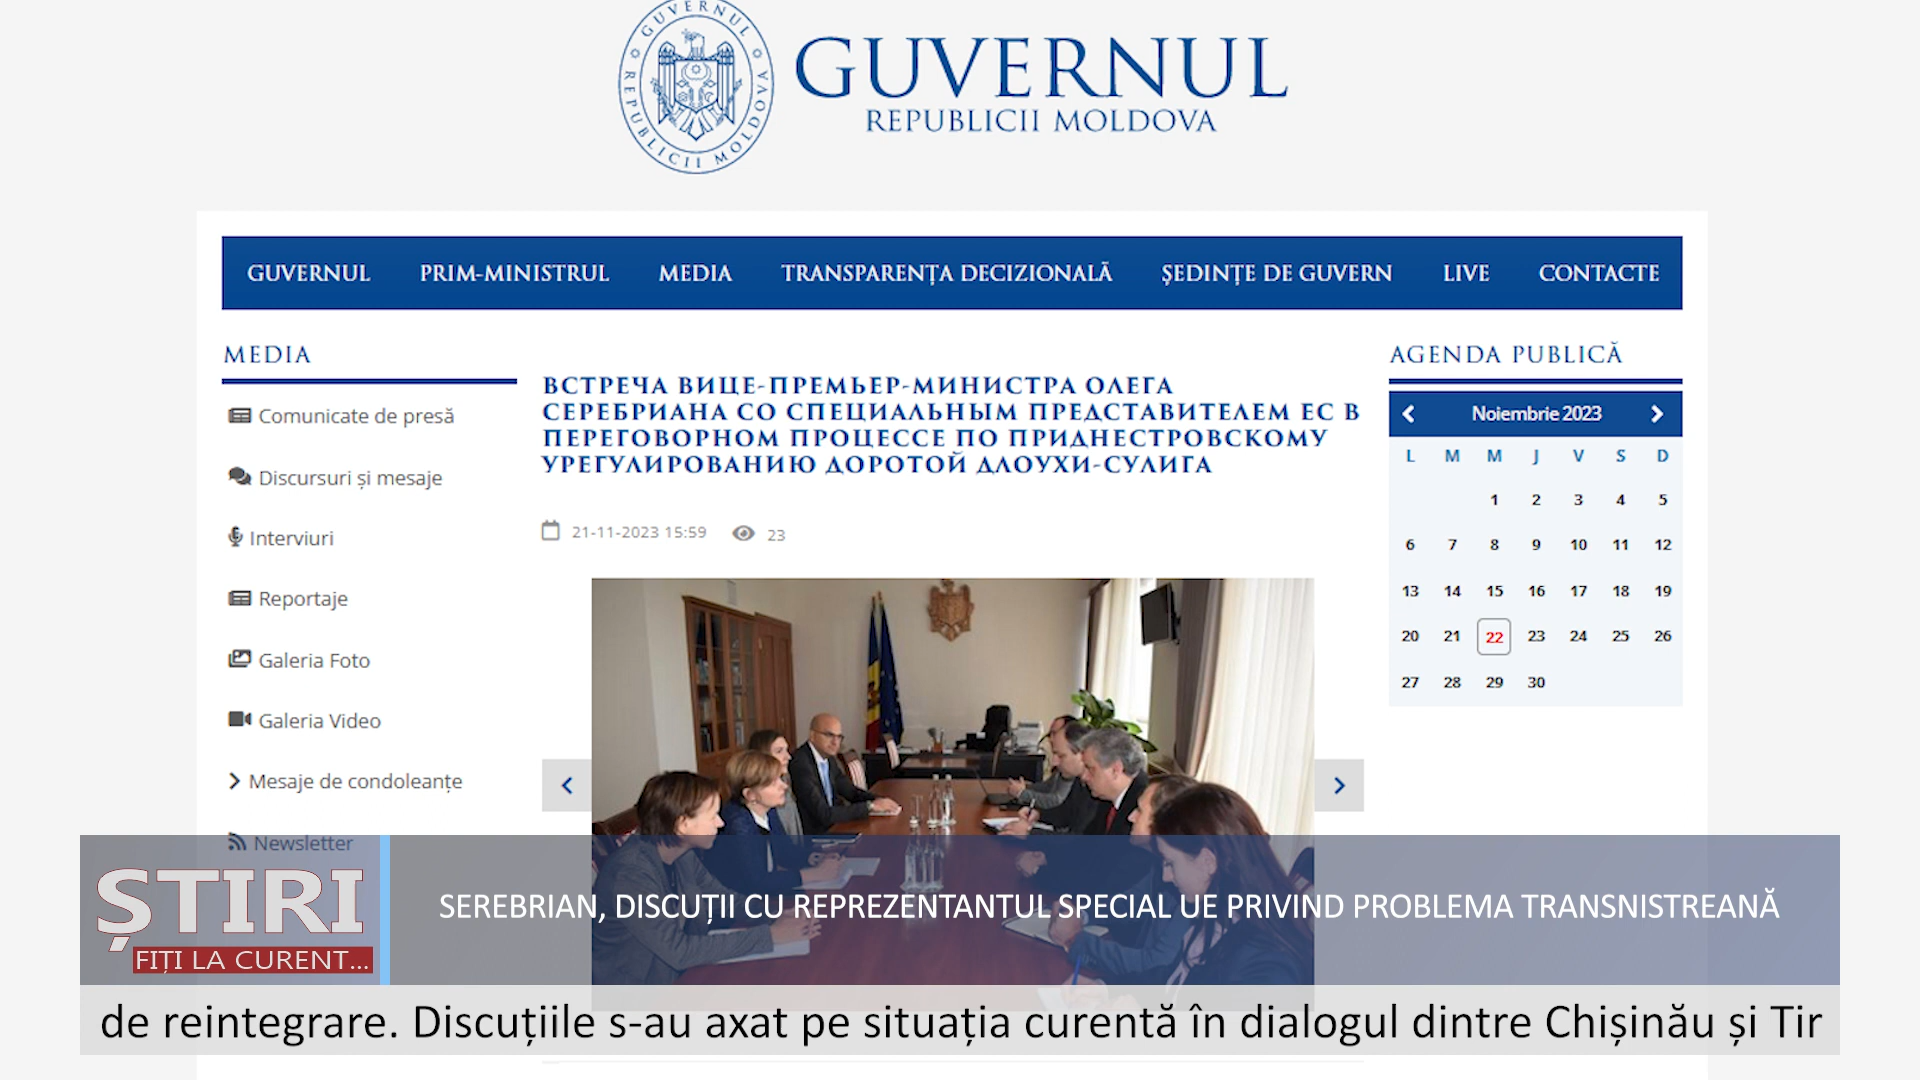 GUVERNUL
REPUBLICII MOLDOVA
GUVERNUL
REPUBLICII MOLDOVA
GUVERNUL PRIM-MINISTRUL MEDIA TRANSPARENȚA DECIZIONALĂ ȘEDINȚE DE GUVERN LIVE CONTACTE
MEDIA
Comunicate de presă
Discursuri și mesaje
Interviuri
Reportaje
Galeria Foto
Galeria Video
Mesaje de condoleanțe
Newsletter
ВСТРЕЧА ВИЦЕ-ПРЕМЬЕР-МИНИСТРА ОЛЕГА
СЕРЕБРИАНА СО СПЕЦИАЛЬНЫМ ПРЕДСТАВИТЕЛЕМ ЕС В
ПЕРЕГОВОРНОМ ПРОЦЕССЕ ПО ПРИДНЕСТРОВСКОМУ
УРЕГУЛИРОВАНИЮ ДОРОТОЙ ДЛОУХИ-СУЛИГА
21-11-2023 15:59 23
AGENDA PUBLICĂ
Noiembrie 2023
L M M J V S D
1 2 3 4 5
6 7 8 9 10 11 12
13 14 15 16 17 18 19
20 21 22 23 24 25 26
27 28 29 30
ȘTIRI
FIȚI LA CURENT...
SEREBRIAN, DISCUȚII CU REPREZENTANTUL SPECIAL UE PRIVIND PROBLEMA TRANSNISTREANĂ
de reintegrare. Discuțiile s-au axat pe situația curentă în dialogul dintre Chișinău și Tir